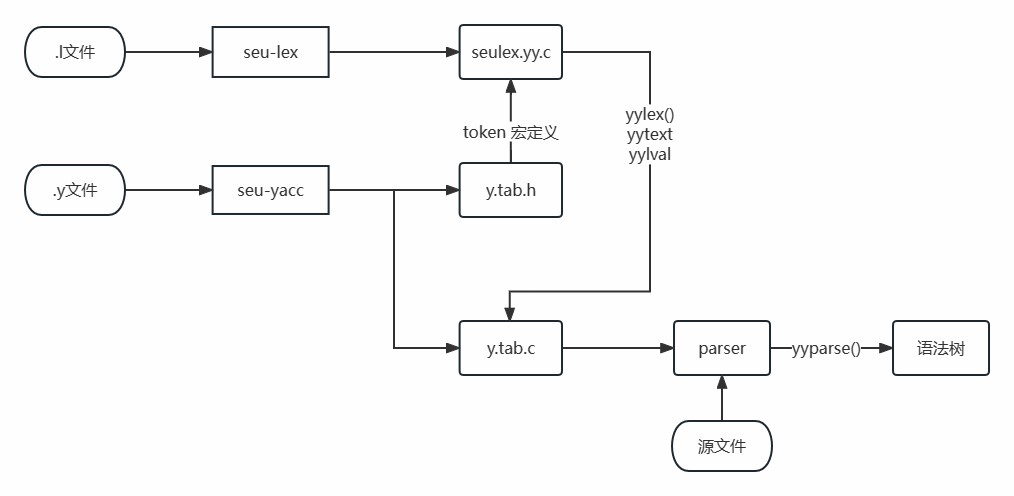 .l文件
seu-lex
seulex.yy.c
yylex()
yytext
yylval
token 宏定义
.y文件
seu-yacc
y.tab.h
y.tab.c
parser
yyparse()
语法树
源文件